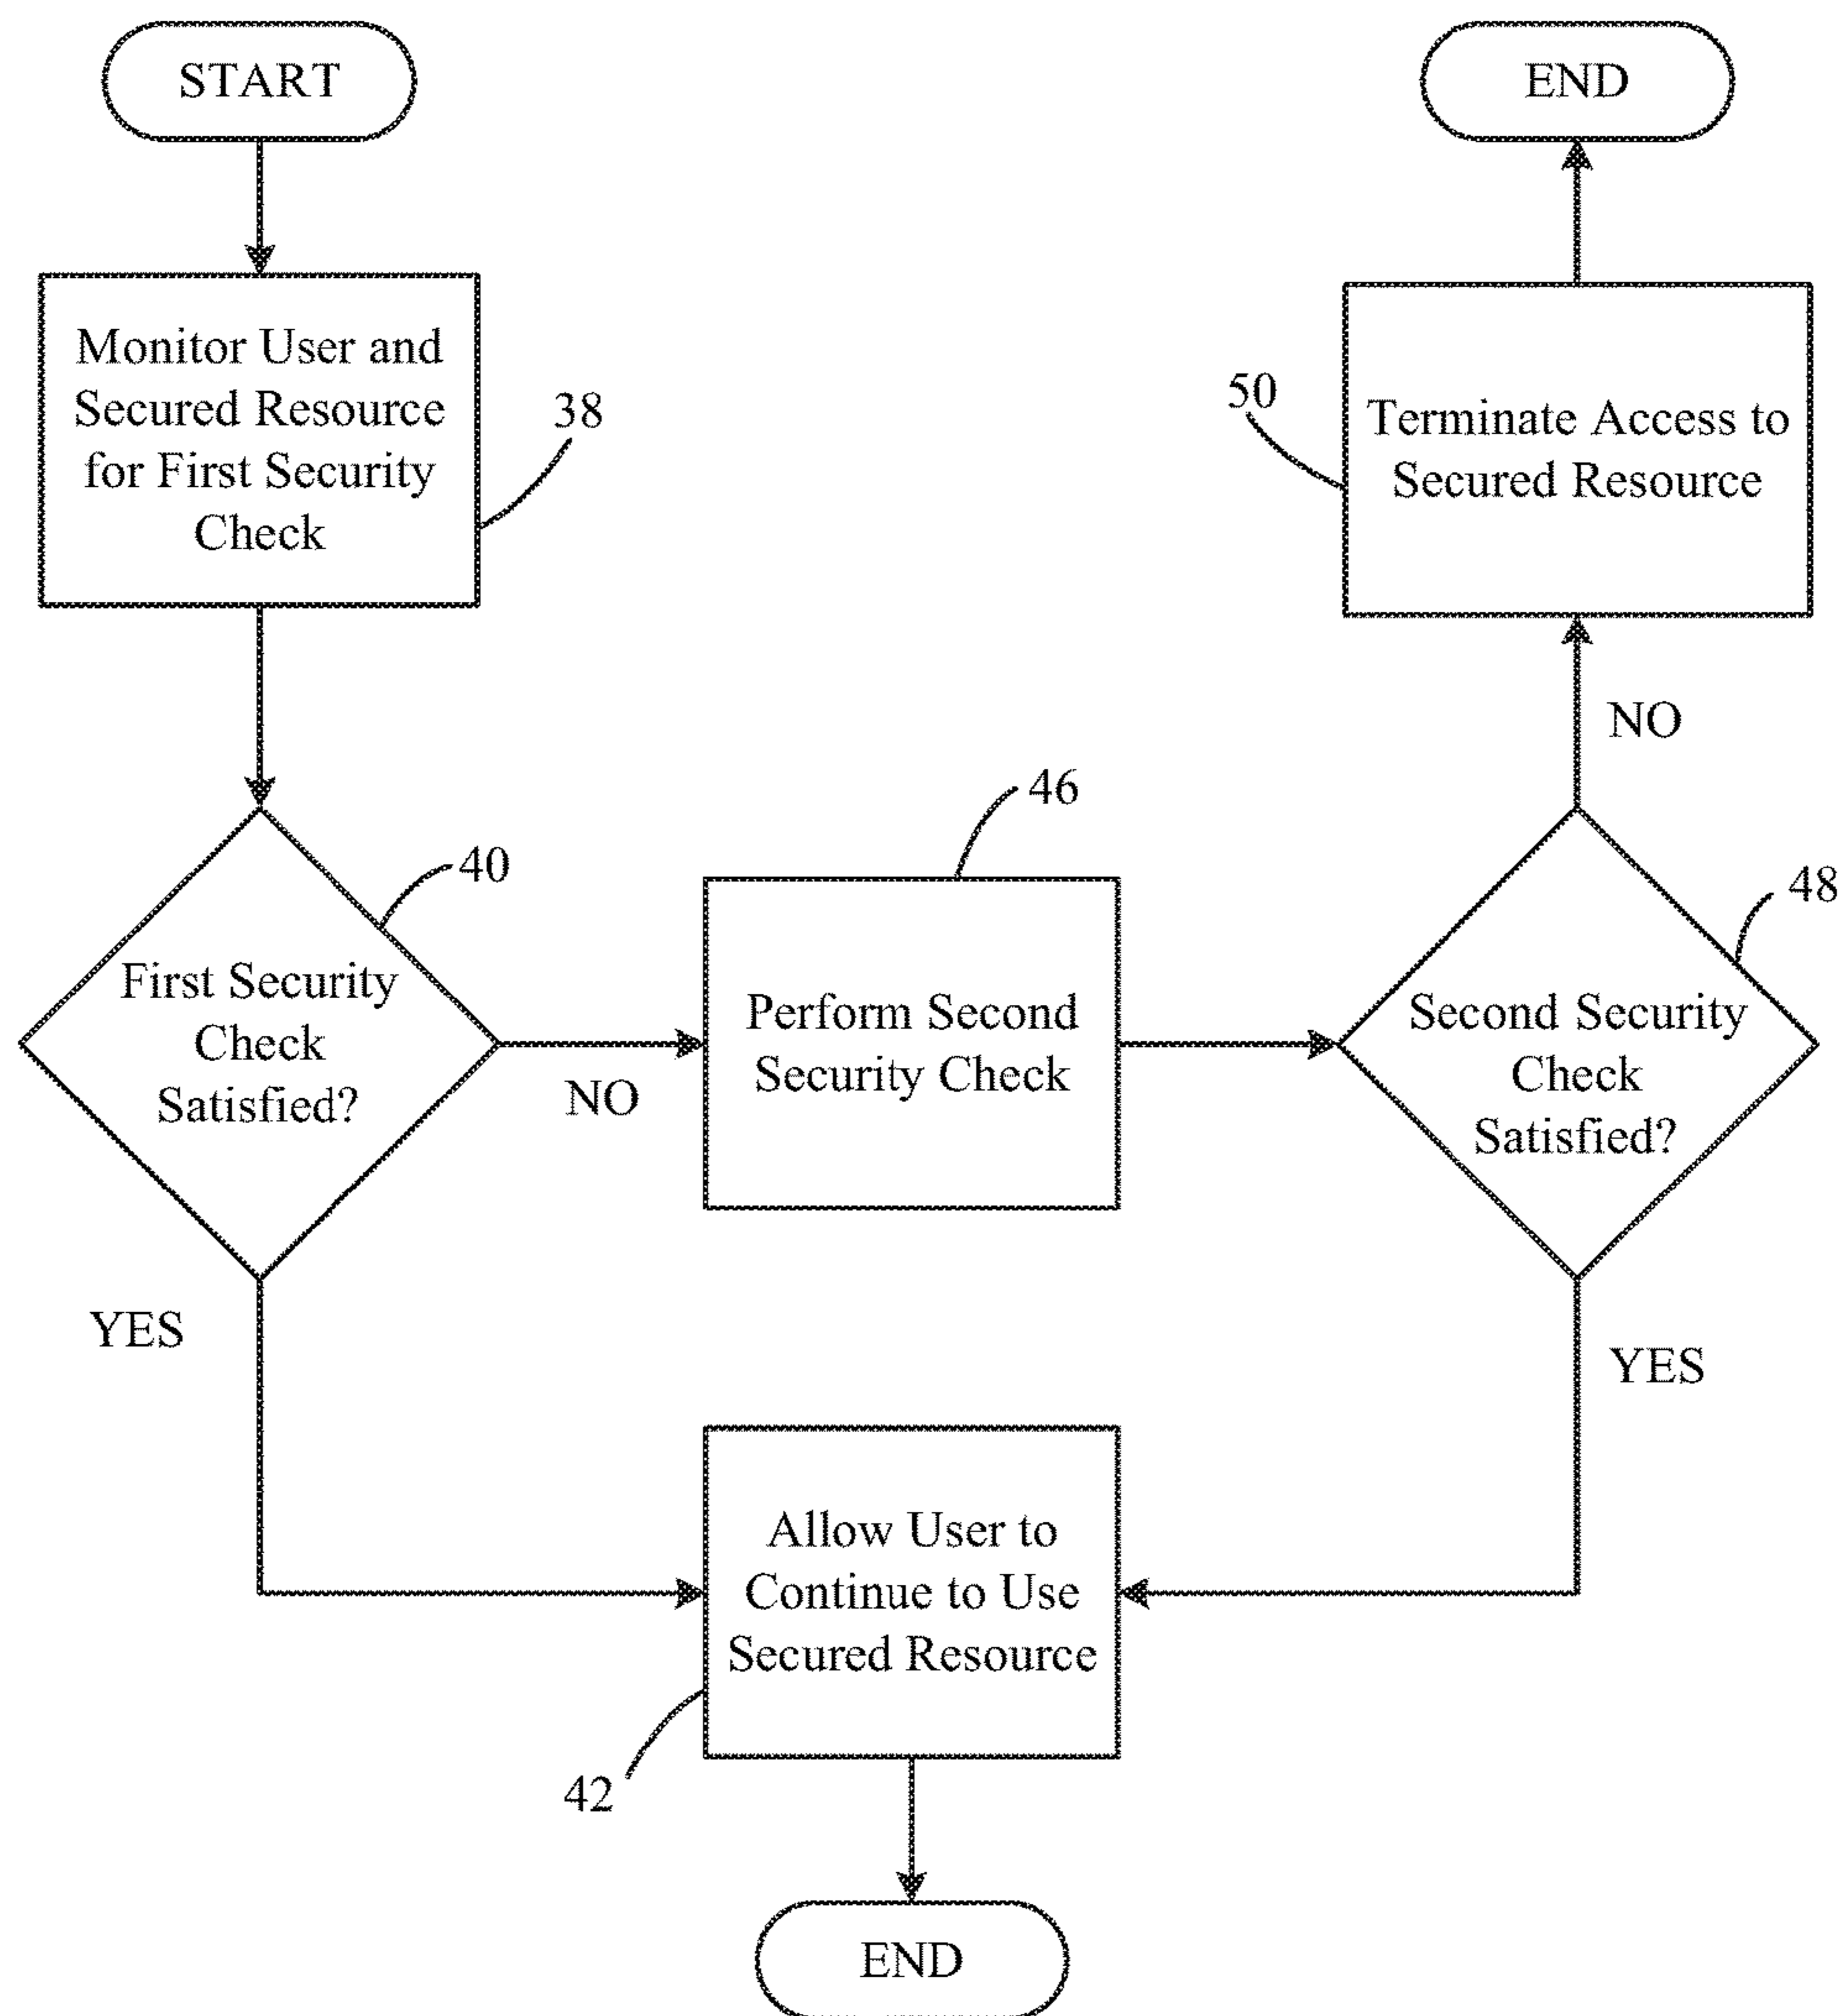 START
END
Monitor User and
Secured Resource
for First Security
Check
38
50
Terminate Access to
Secured Resource
NO
40
First Security
Check
Satisfied?
NO
46
Perform Second
Security Check
48
Second Security
Check
Satisfied?
YES
YES
Allow User to
Continue to Use
Secured Resource
42
END